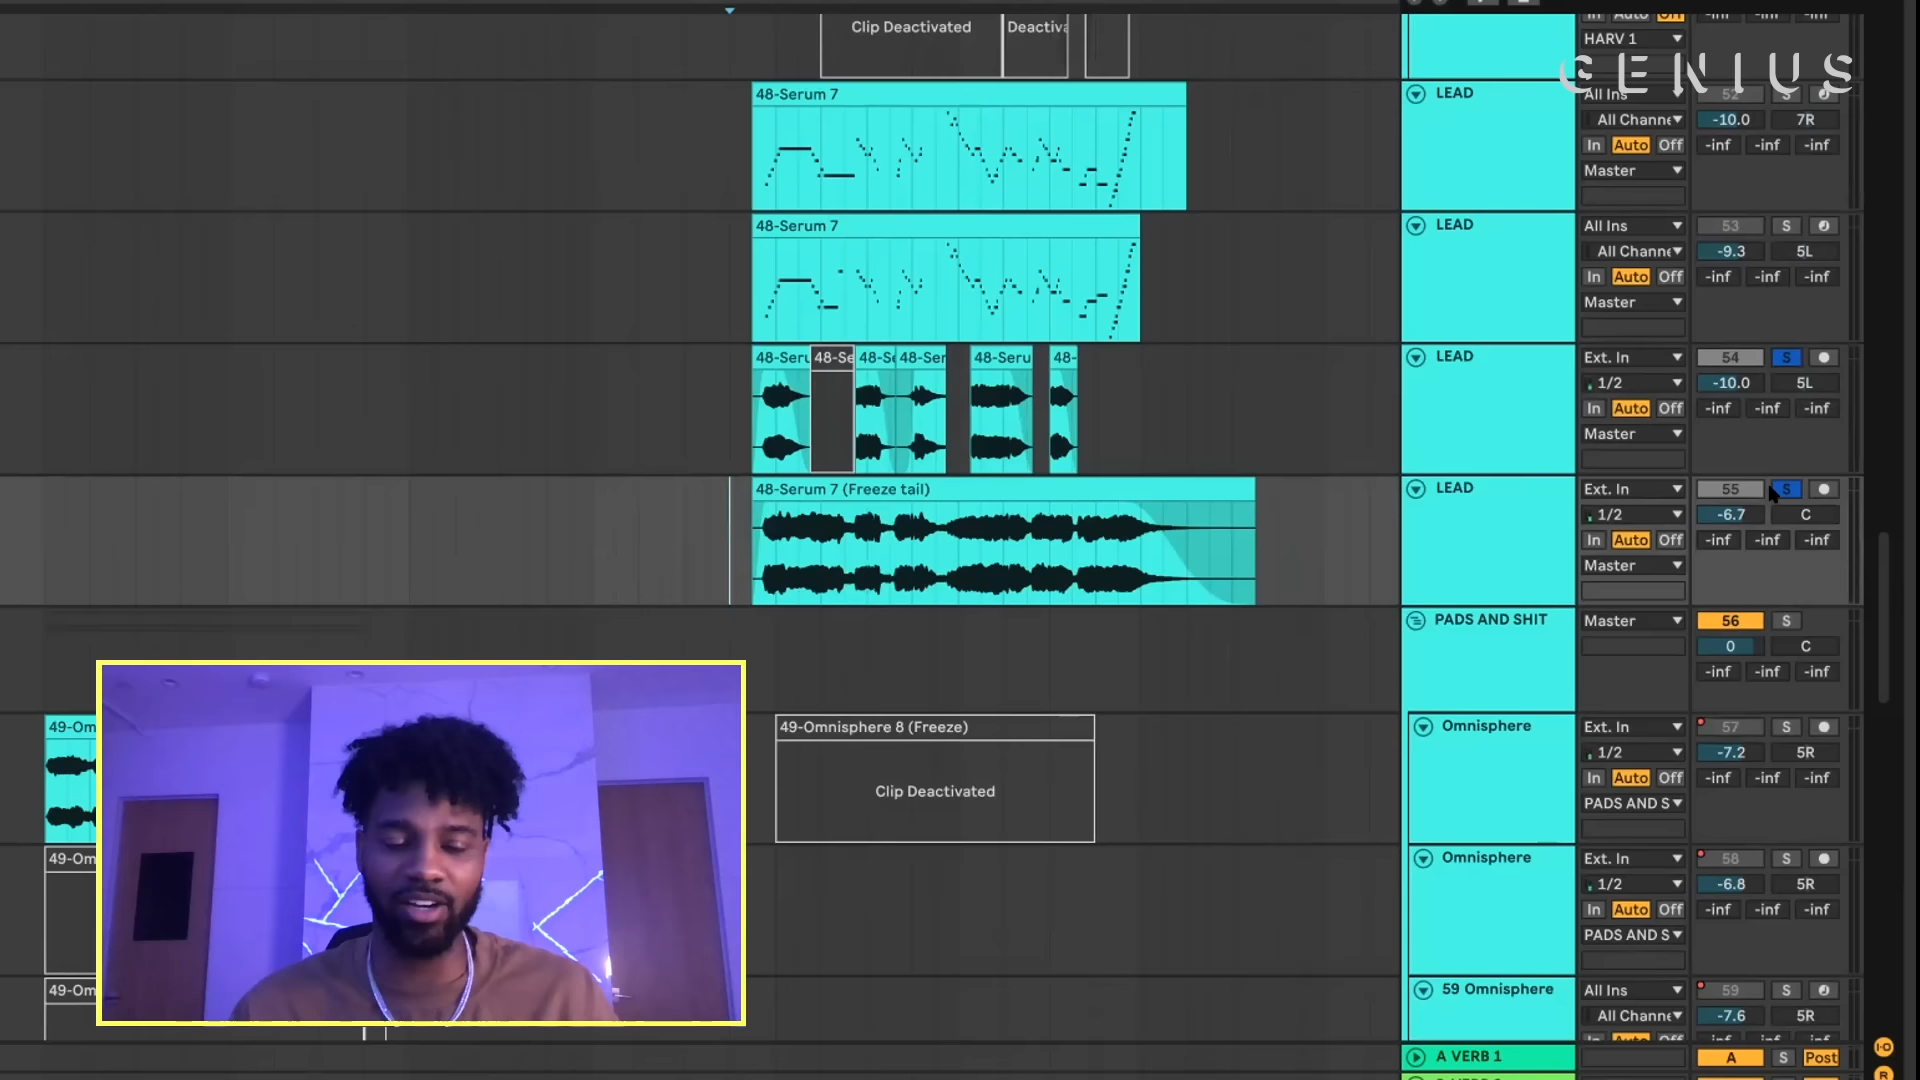 Clip Deactivated
Deactiva
HARV 1
GENIUS
48-Serum 7
LEAD
All Ins
52
S
All Channe
-10.0
7R
In Auto Off
-inf -inf -inf
Master
48-Serum 7
LEAD
All Ins
53
S
All Channe
-9.3
5L
In Auto Off
-inf -inf -inf
Master
48-Seru
48-Se
48-Se
48-Ser
48-Seru
48-
LEAD
Ext. In
54
S
1/2
-10.0
5L
In Auto Off
-inf -inf -inf
Master
48-Serum 7 (Freeze tail)
LEAD
Ext. In
55
S
1/2
-6.7
C
In Auto Off
-inf -inf -inf
Master
PADS AND SHIT
Master
56
S
0
C
-inf -inf -inf
49-Om
49-Omnisphere 8 (Freeze)
Clip Deactivated
Omnisphere
Ext. In
57
S
1/2
-7.2
5R
In Auto Off
-inf -inf -inf
PADS AND S
49-Om
Omnisphere
Ext. In
58
S
1/2
-6.8
5R
In Auto Off
-inf -inf -inf
PADS AND S
49-Om
59 Omnisphere
All Ins
59
S
All Channe
-7.6
5R
A VERB 1
A
S
Post
I-O
R